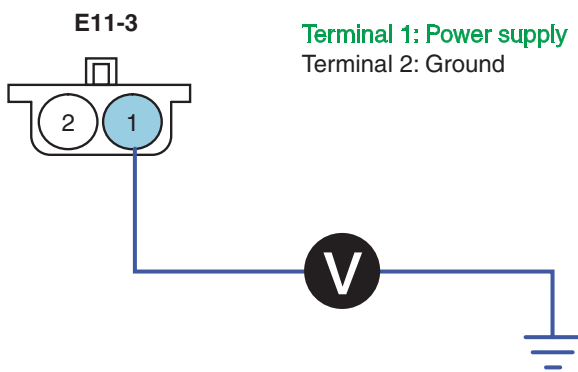 E11-3
Terminal 1: Power supply
Terminal 2: Ground
2 1
V